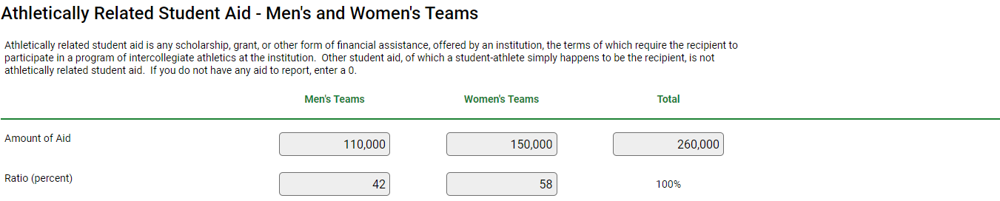 Athletically Related Student Aid - Men's and Women's Teams
Athletically related student aid is any scholarship, grant, or other form of financial assistance, offered by an institution, the terms of which require the recipient to
participate in a program of intercollegiate athletics at the institution.  Other student aid, of which a student-athlete simply happens to be the recipient, is not
athletically related student aid.  If you do not have any aid to report, enter a 0.
Men's Teams Women's Teams Total
Amount of Aid 110,000 150,000 260,000
Ratio (percent) 42 58 100%